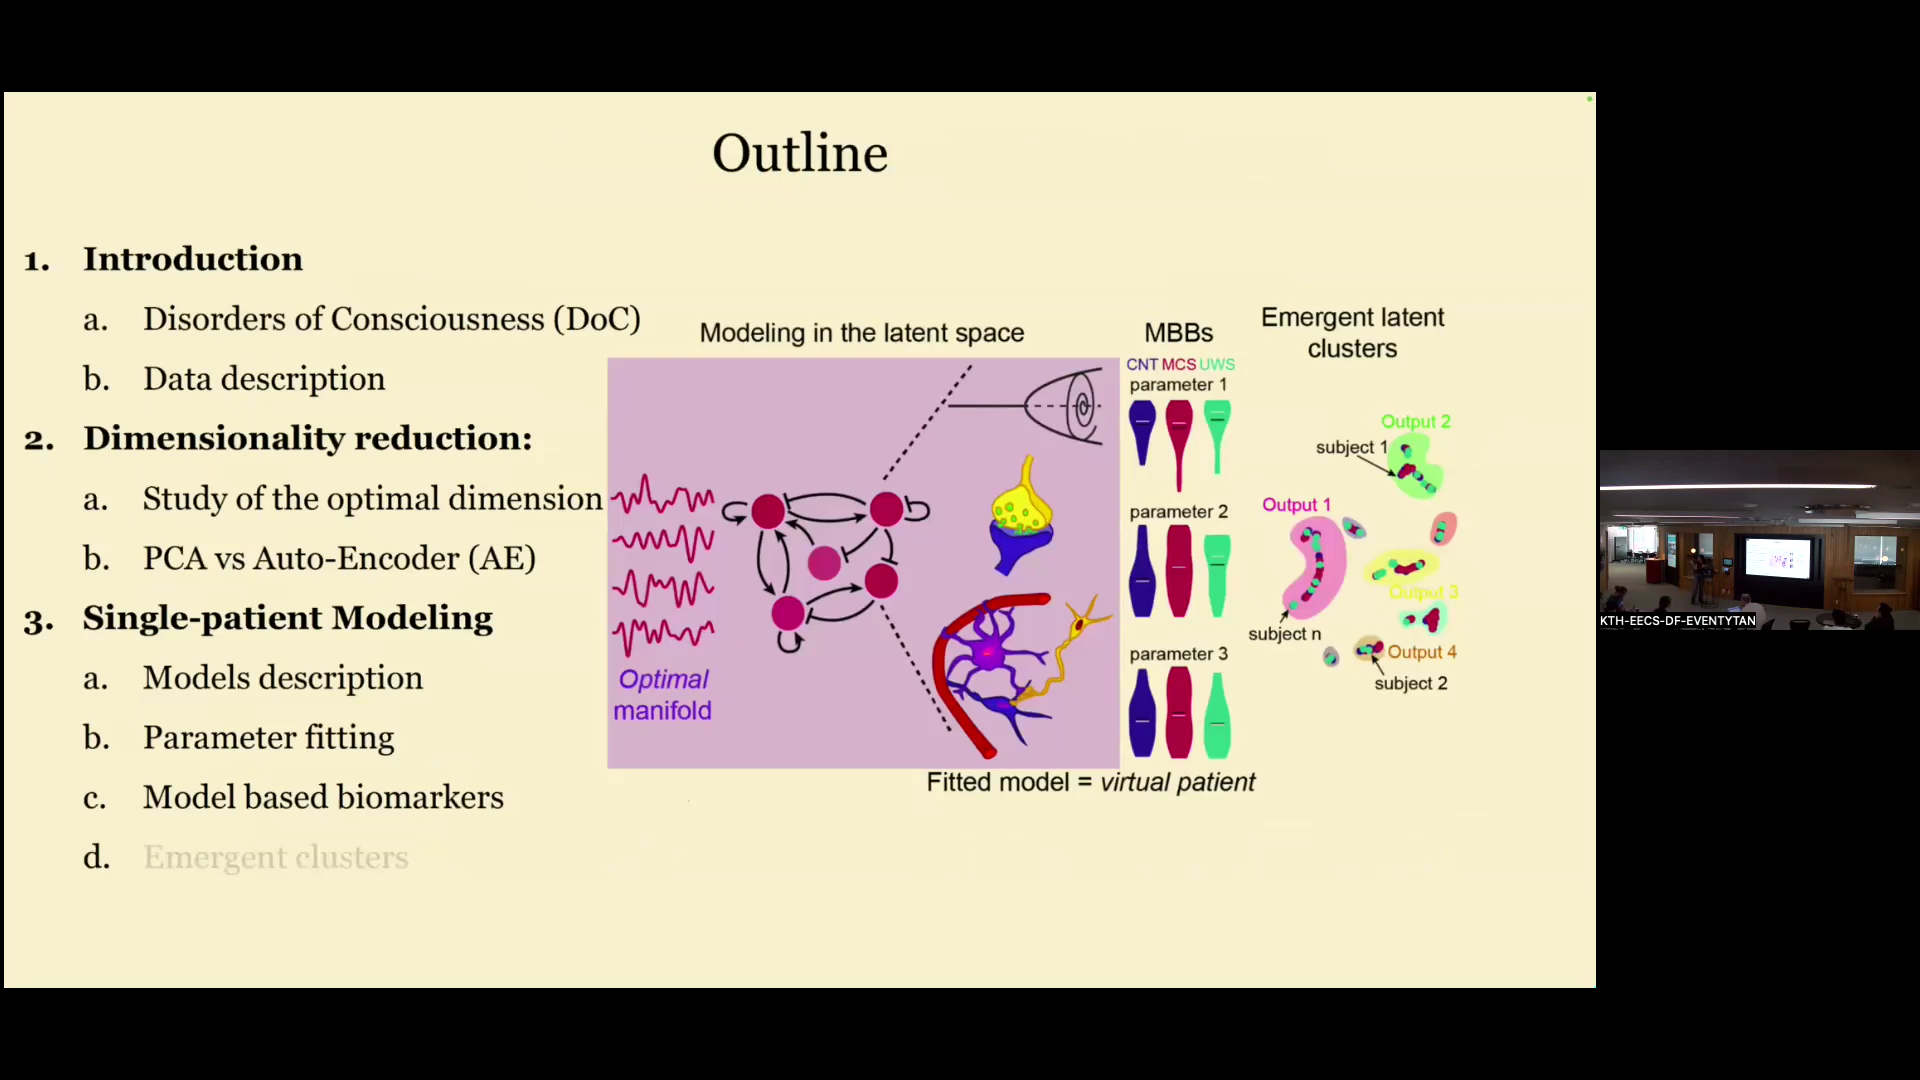 Outline
1. Introduction
a. Disorders of Consciousness (DoC)
b. Data description
2. Dimensionality reduction:
a. Study of the optimal dimension
b. PCA vs Auto-Encoder (AE)
3. Single-patient Modeling
a. Models description
b. Parameter fitting
c. Model based biomarkers
d. Emergent clusters
Modeling in the latent space
Optimal
manifold
MBBs
CNT MCS UWS
parameter 1
parameter 2
parameter 3
Fitted model = virtual patient
Emergent latent
clusters
Output 2
subject 1
Output 1
Output 3
subject n
Output 4
subject 2
KTH-EECS-DF-EVENTYTAN